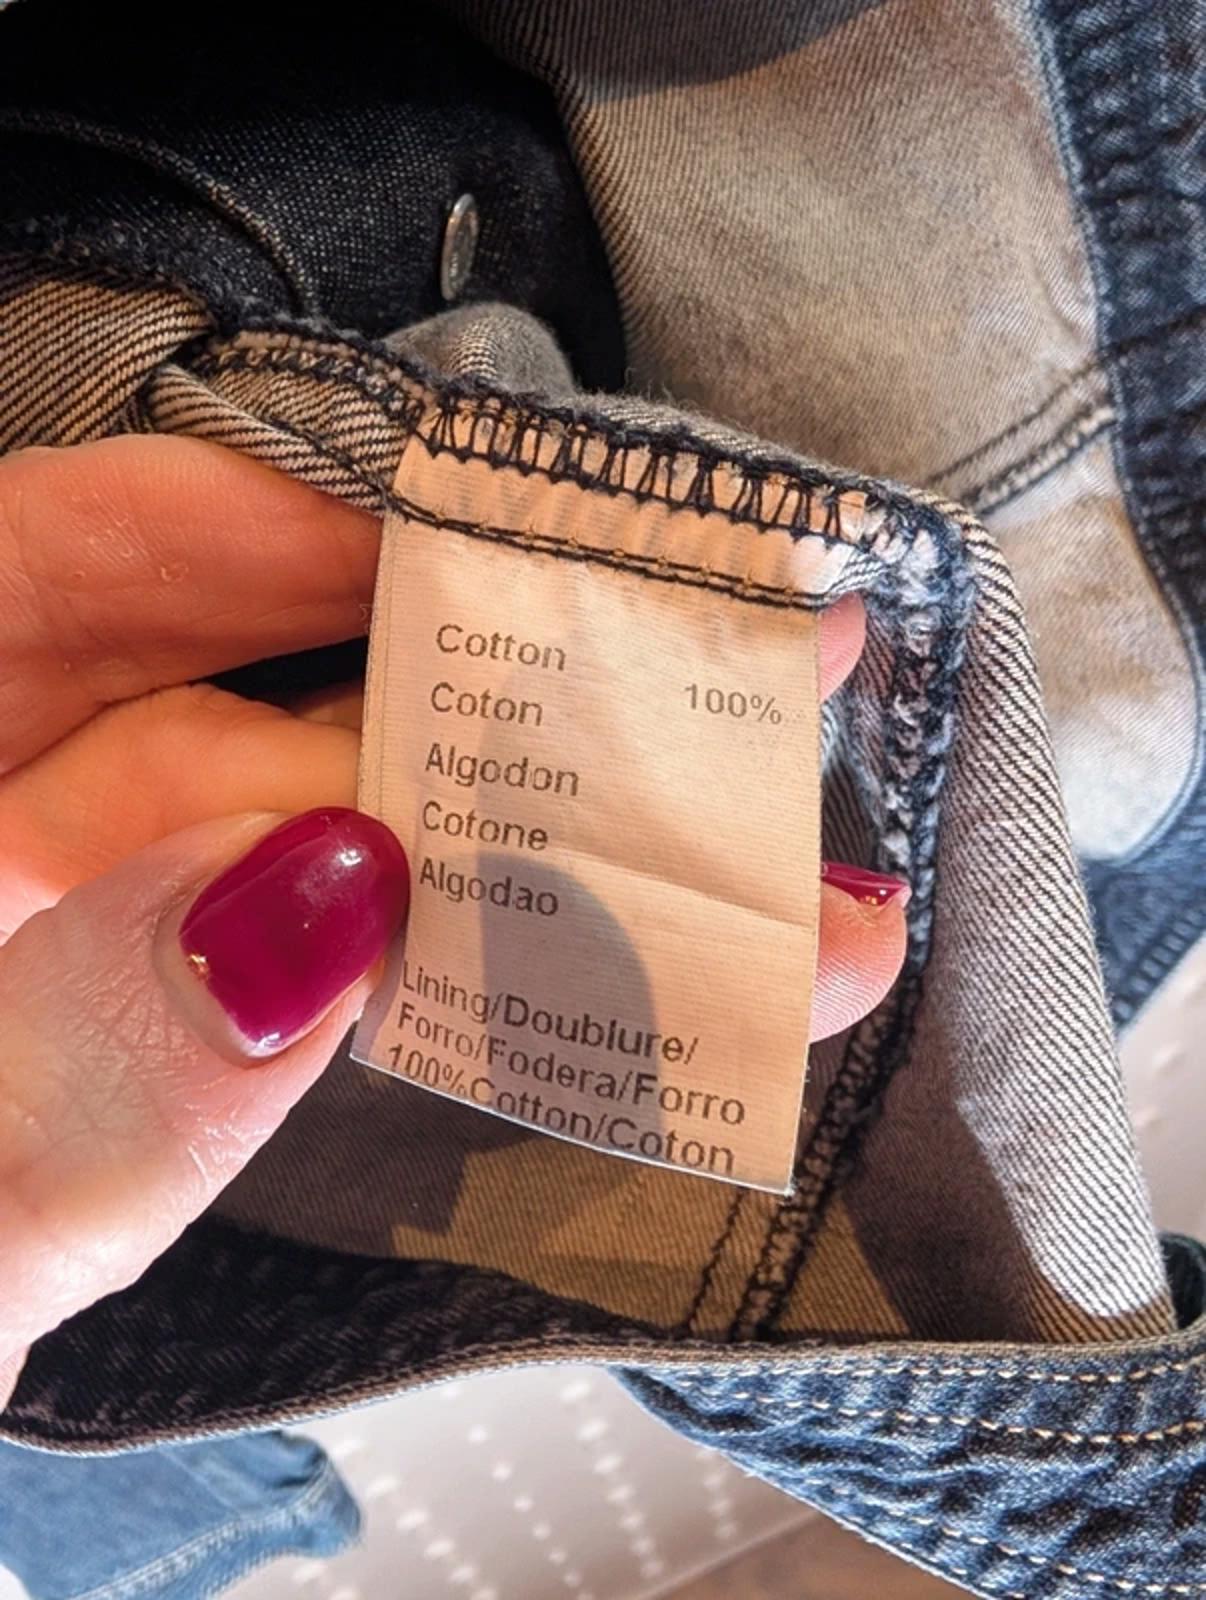 Cotton
Coton 100%
Algodon
Cotone
Algodao
Lining/Doublure/
Forro/Fodera/Forro
100%Cotton/Coton